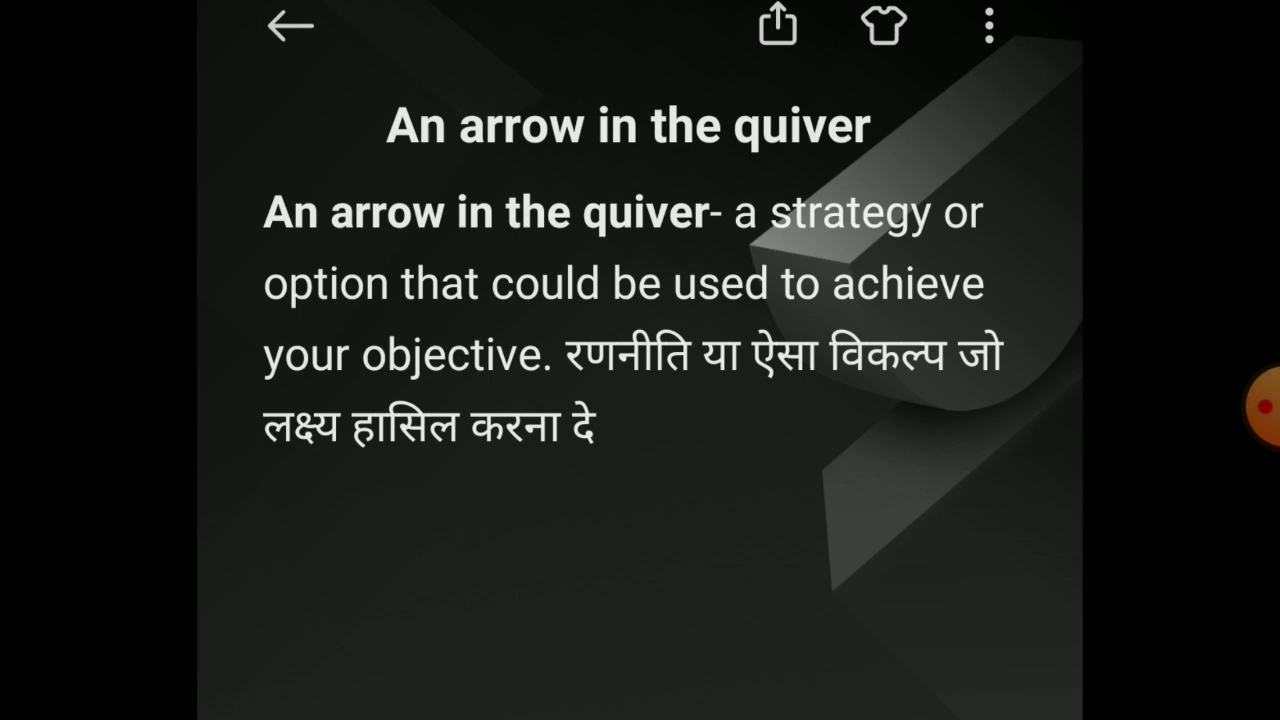 An arrow in the quiver
An arrow in the quiver- a strategy or
option that could be used to achieve
your objective. रणनीति या ऐसा विकल्प जो
लक्ष्य हासिल करना दे